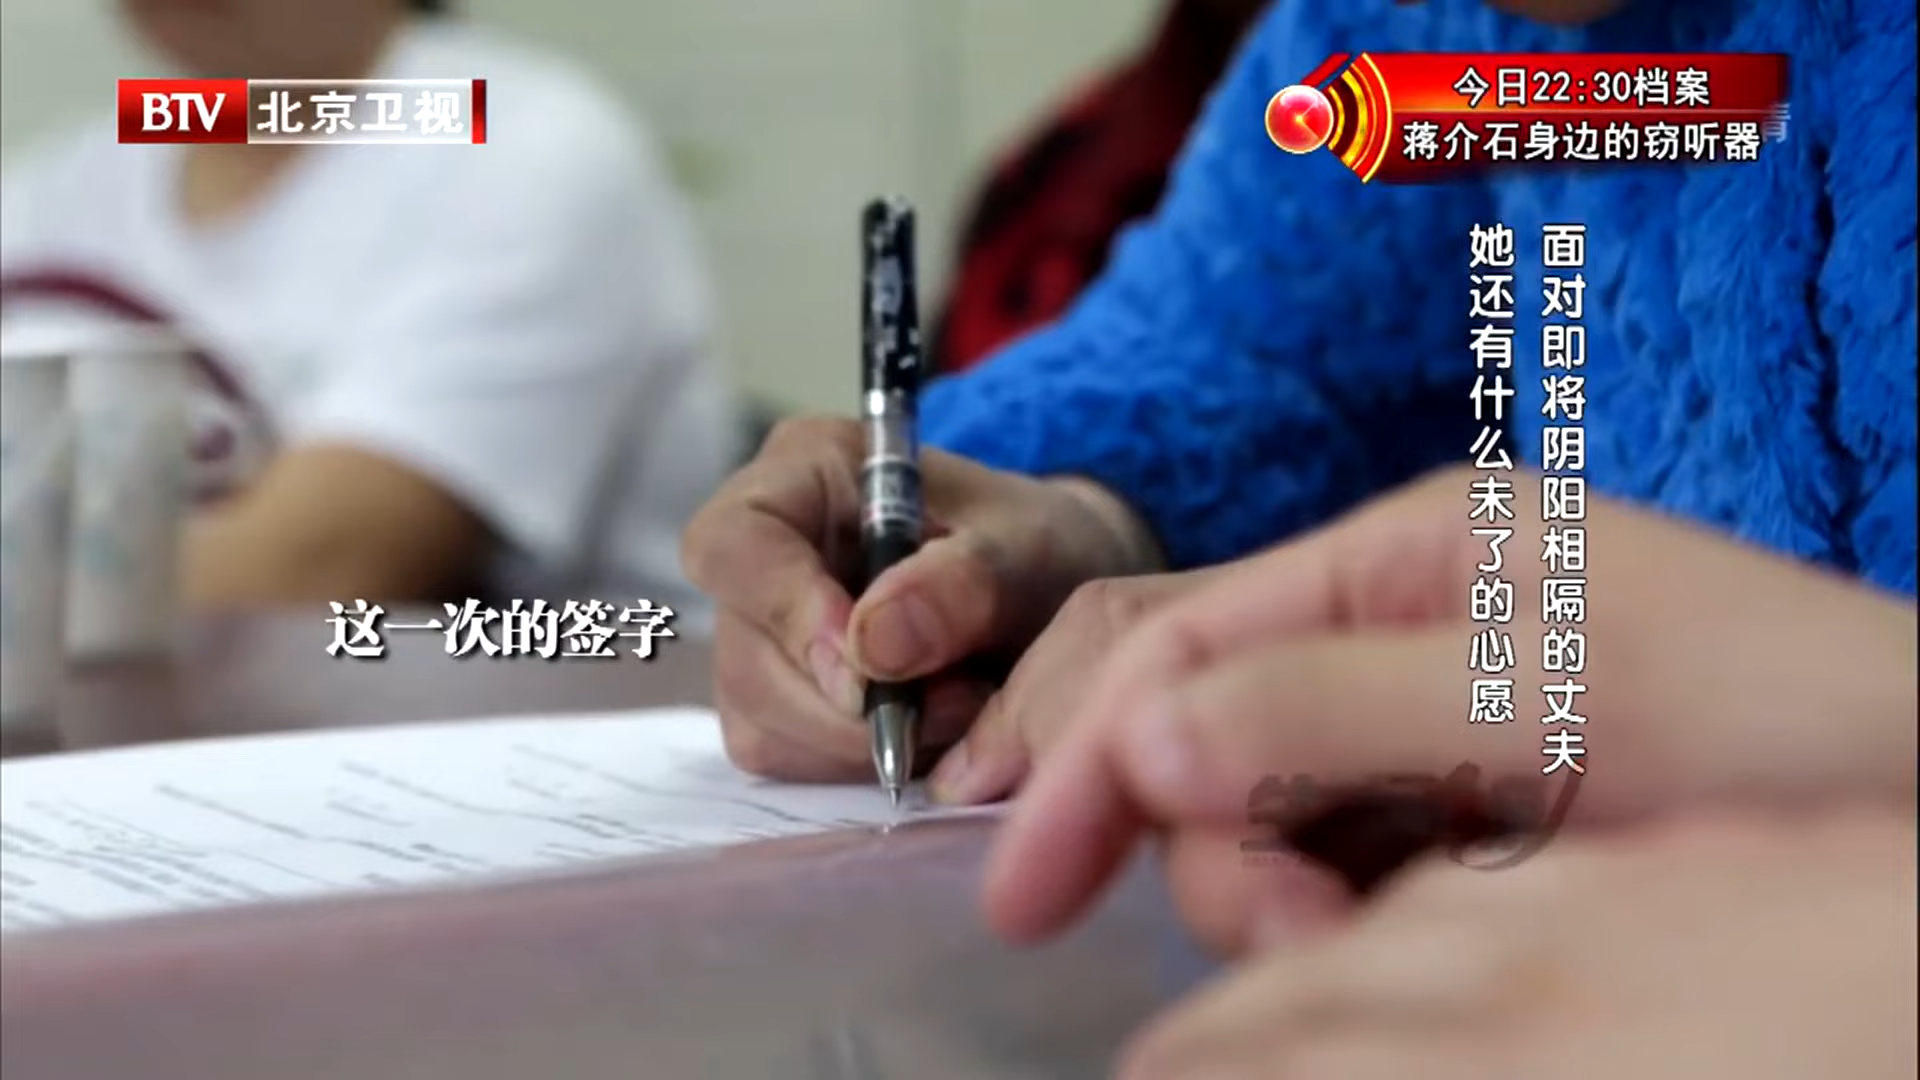 BTV 北京卫视
今日22:30档案
蒋介石身边的窃听器
面对即将阴阳相隔的丈夫
她还有什么未了的心愿
这一次的签字